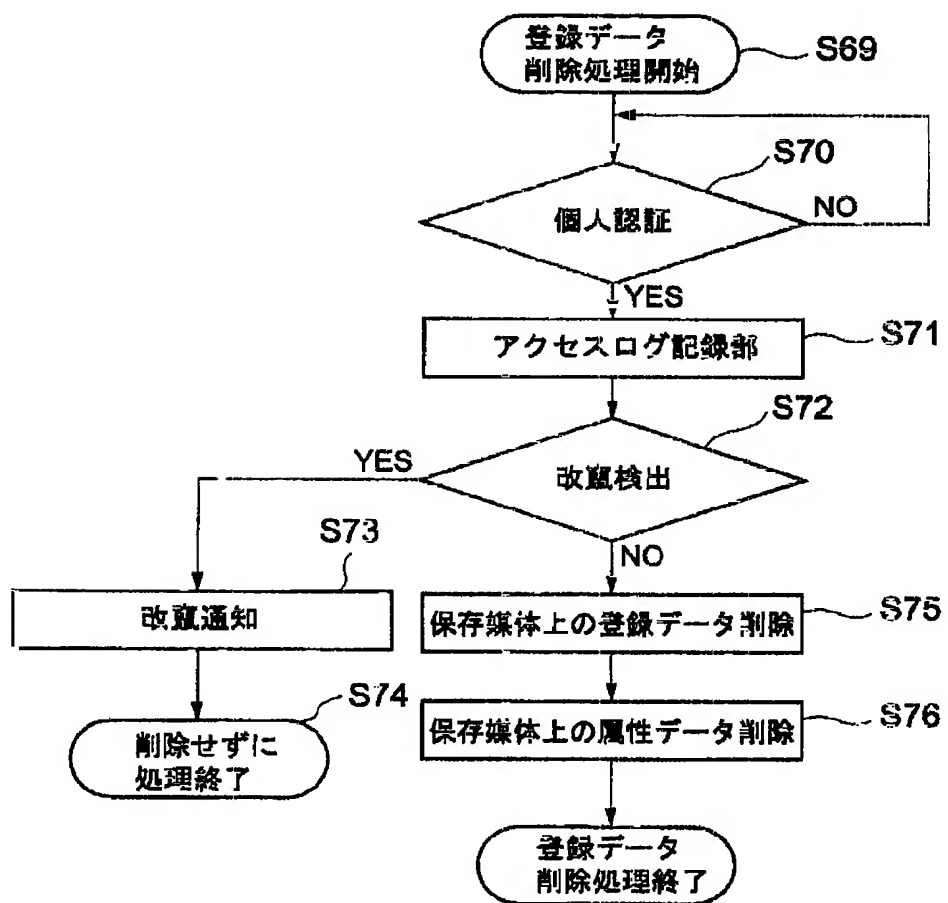 登録データ
削除処理開始
S69
S70
個人認証
NO
YES
アクセスログ記録部
S71
S72
YES
改竄検出
NO
S73
改竄通知
保存媒体上の登録データ削除
S75
S74
削除せずに
処理終了
保存媒体上の属性データ削除
S76
登録データ
削除処理終了